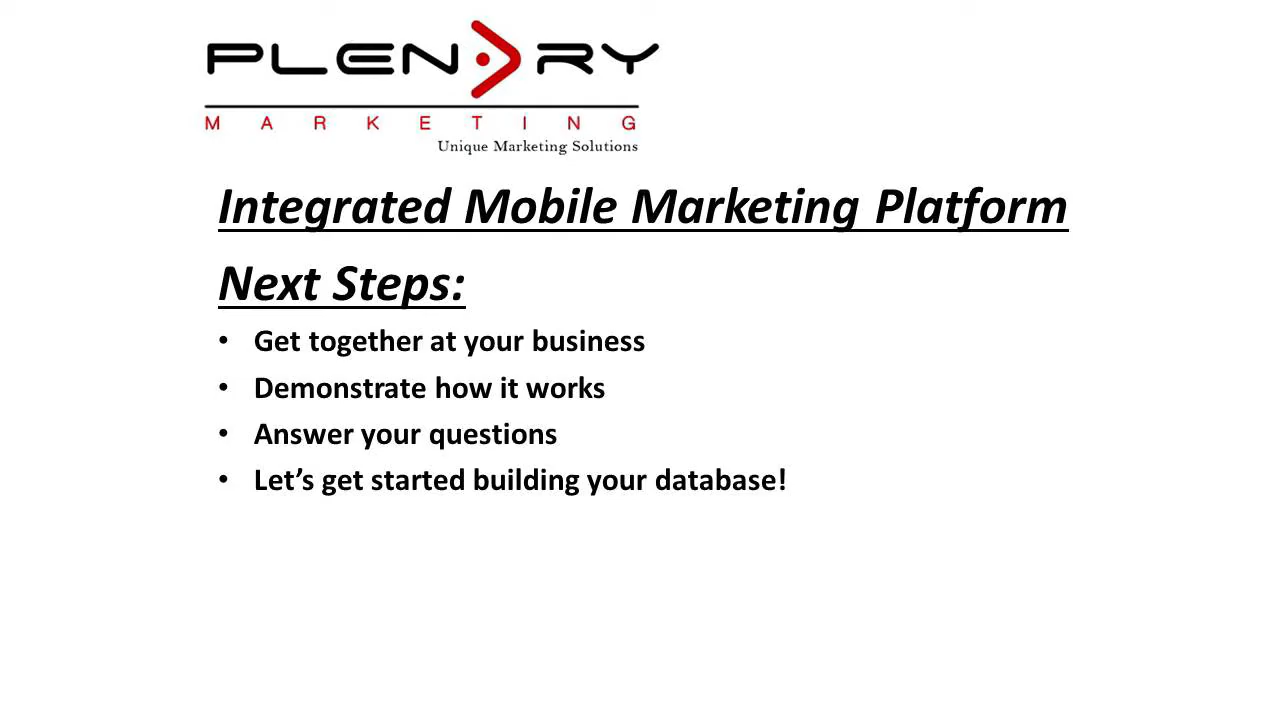 PLENARY
MARKETING
Unique Marketing Solutions
Integrated Mobile Marketing Platform
Next Steps:
• Get together at your business
• Demonstrate how it works
• Answer your questions
• Let’s get started building your database!